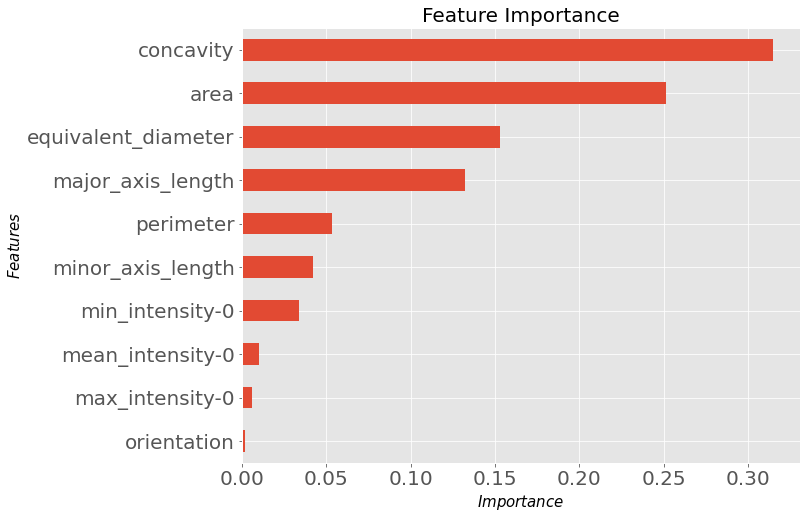 Feature Importance
concavity
area
equivalent_diameter
major_axis_length
perimeter
minor_axis_length
min_intensity-0
mean_intensity-0
max_intensity-0
orientation
Features
0.00 0.05 0.10 0.15 0.20 0.25 0.30
Importance